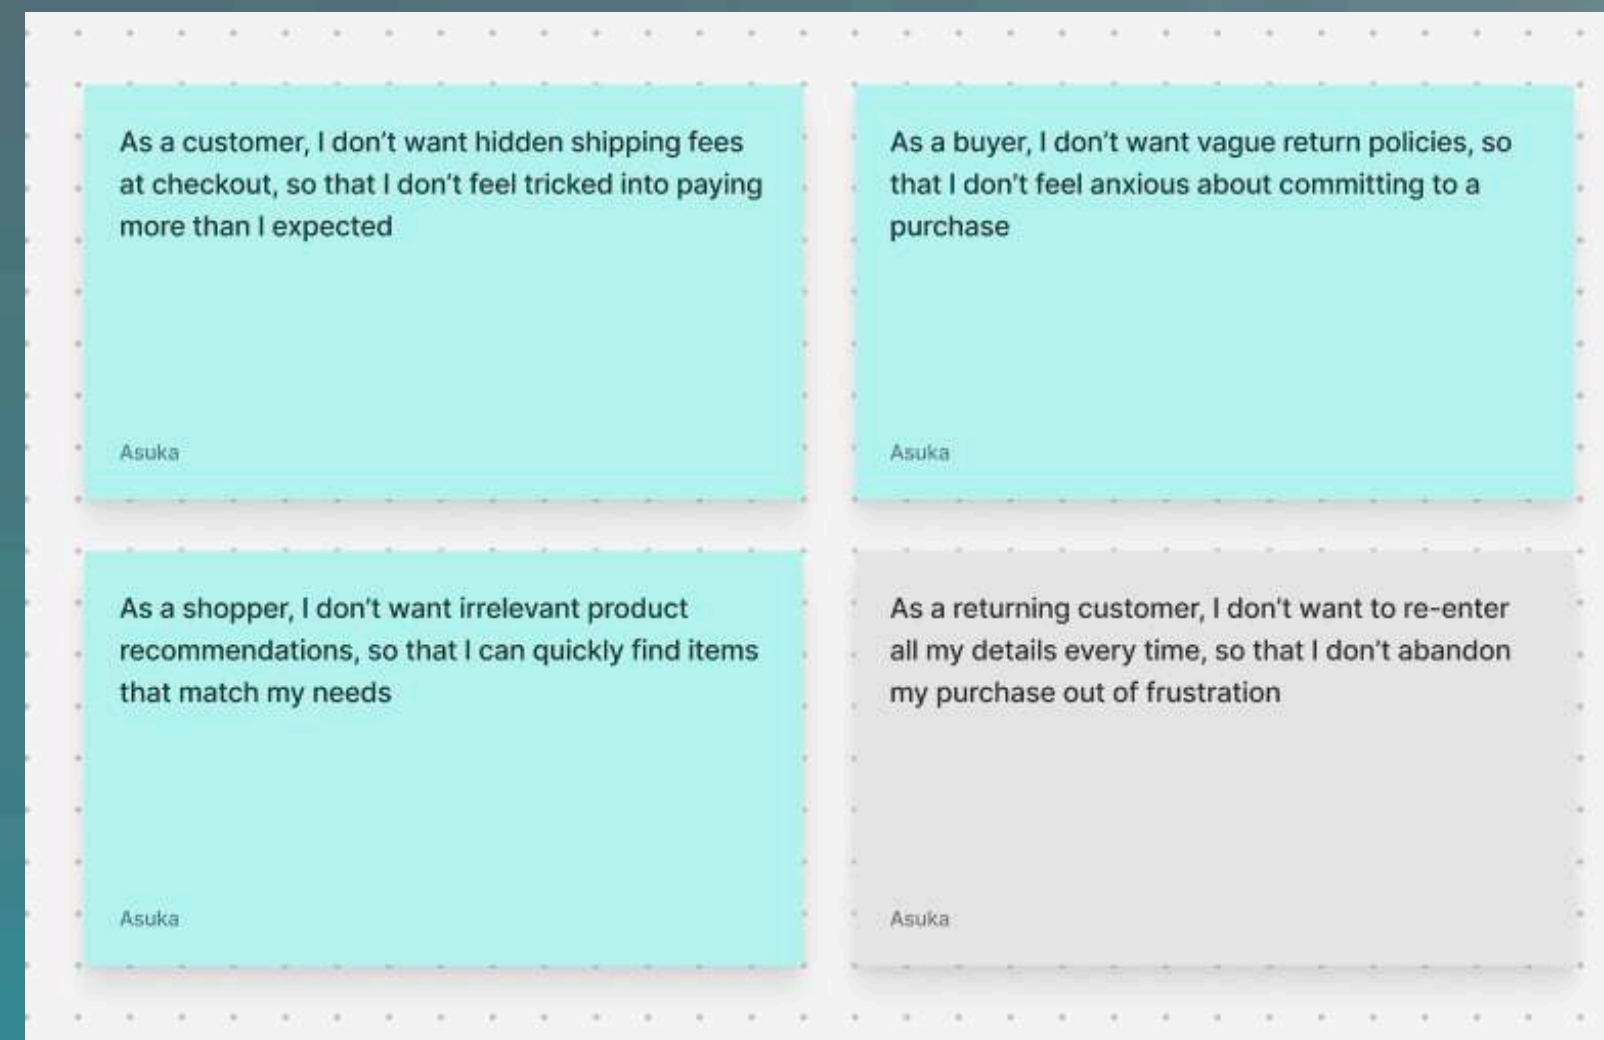 As a customer, I don’t want hidden shipping fees
at checkout, so that I don’t feel tricked into paying
more than I expected
Asuka
As a buyer, I don’t want vague return policies, so
that I don’t feel anxious about committing to a
purchase
Asuka
As a shopper, I don’t want irrelevant product
recommendations, so that I can quickly find items
that match my needs
Asuka
As a returning customer, I don’t want to re-enter
all my details every time, so that I don’t abandon
my purchase out of frustration
Asuka